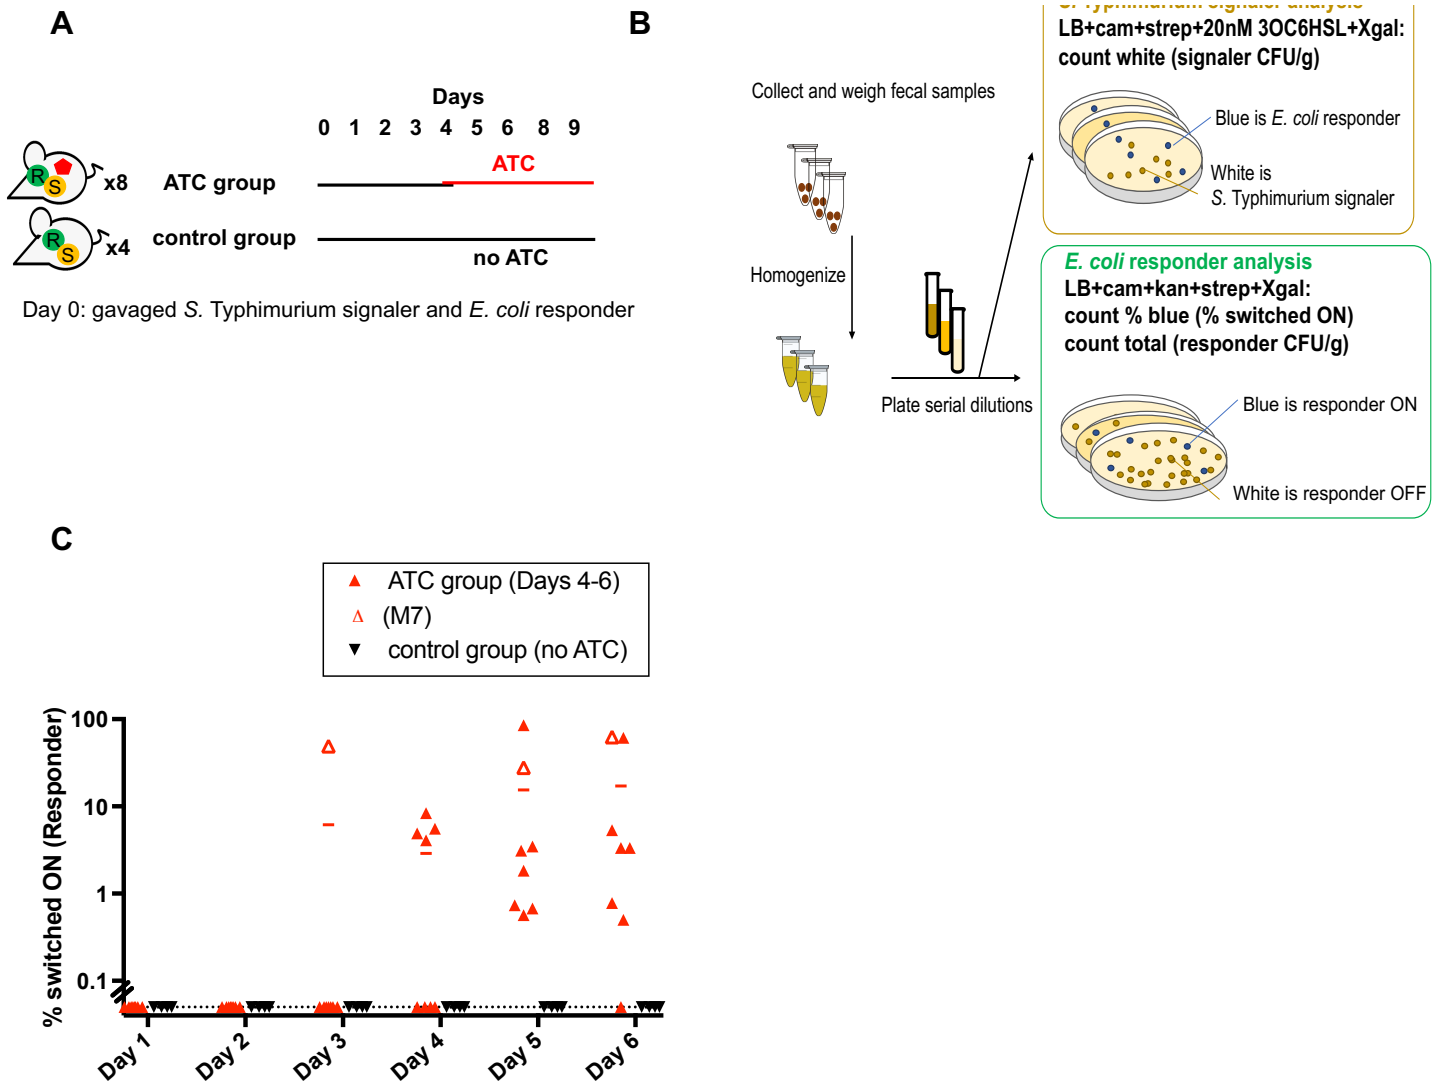 A
Days
0 1 2 3 4 5 6 8 9
ATC
R
S
x8
ATC group
R
S
x4
control group
no ATC
Day 0: gavaged S. Typhimurium signaler and E. coli responder
B
Collect and weigh fecal samples
Homogenize
Plate serial dilutions
S. Typhimurium signaler analysis
LB+cam+strep+20nM 3OC6HSL+Xgal:
count white (signaler CFU/g)
Blue is E. coli responder
White is
S. Typhimurium signaler
E. coli responder analysis
LB+cam+kan+strep+Xgal:
count % blue (% switched ON)
count total (responder CFU/g)
Blue is responder ON
White is responder OFF
C
ATC group (Days 4-6)
(M7)
control group (no ATC)
% switched ON (Responder)
100
10
1
0.1
Day 1
Day 2
Day 3
Day 4
Day 5
Day 6